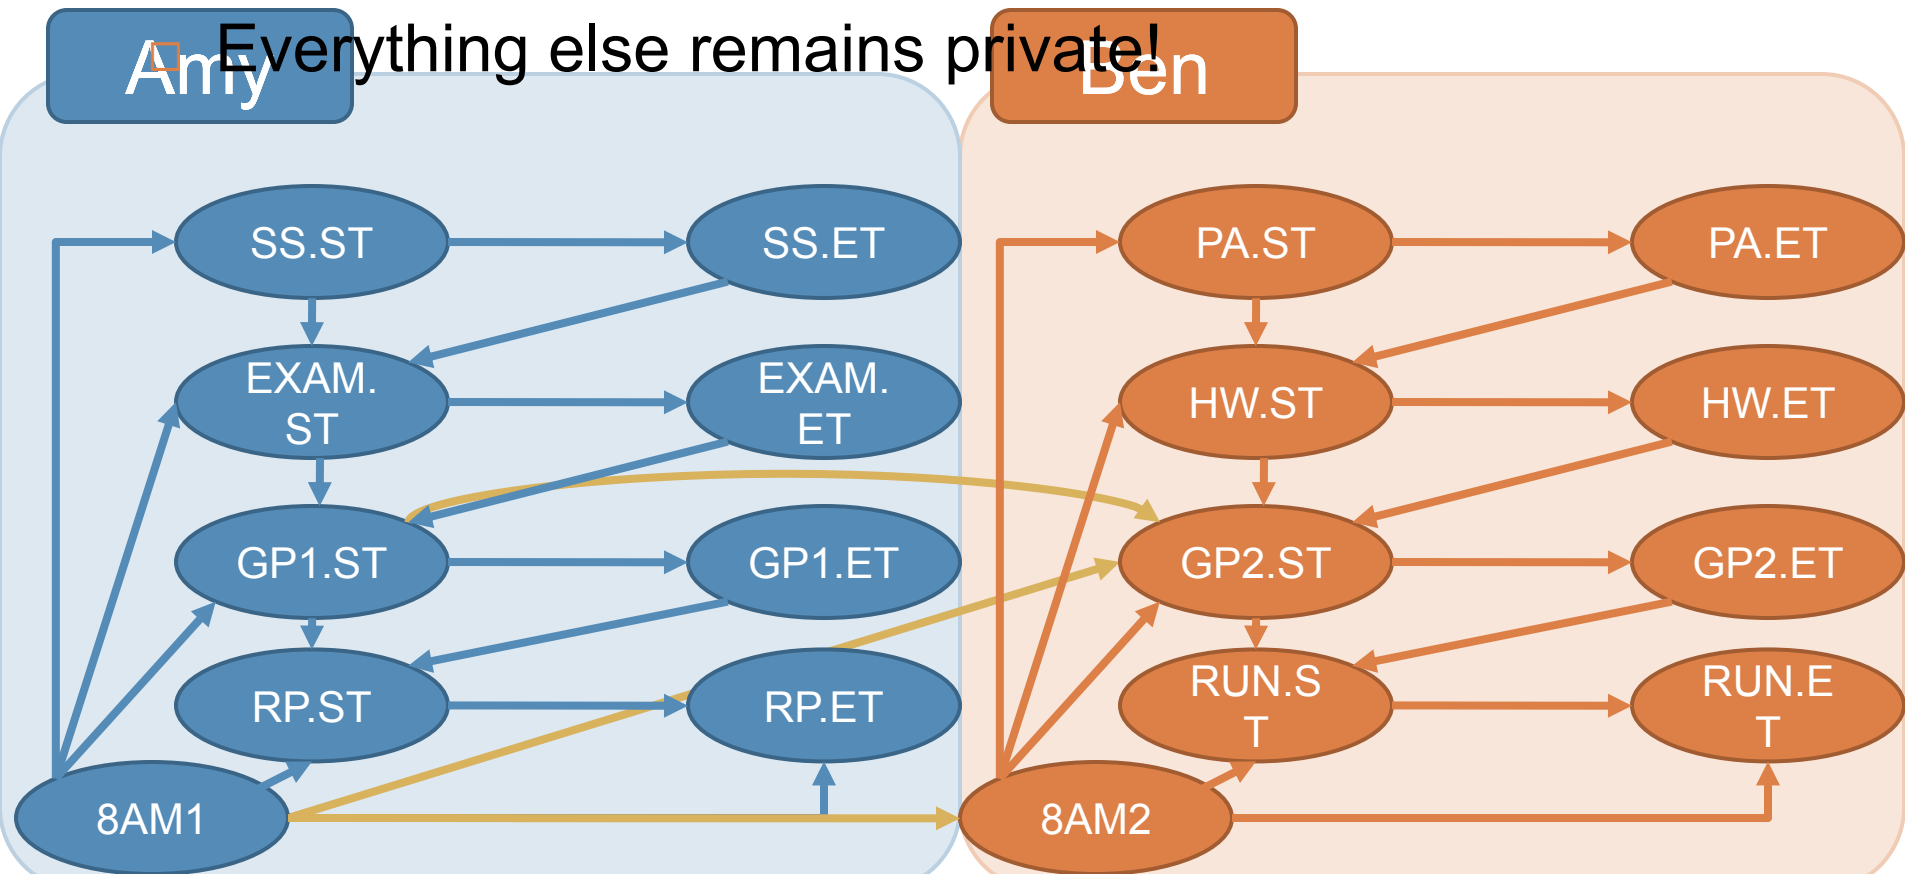 Amy
Everything else remains private!
Ben
SS.ST
SS.ET
PA.ST
PA.ET
EXAM.
ST
EXAM.
ET
HW.ST
HW.ET
GP1.ST
GP1.ET
GP2.ST
GP2.ET
RP.ST
RP.ET
RUN.S
T
RUN.E
T
8AM1
8AM2